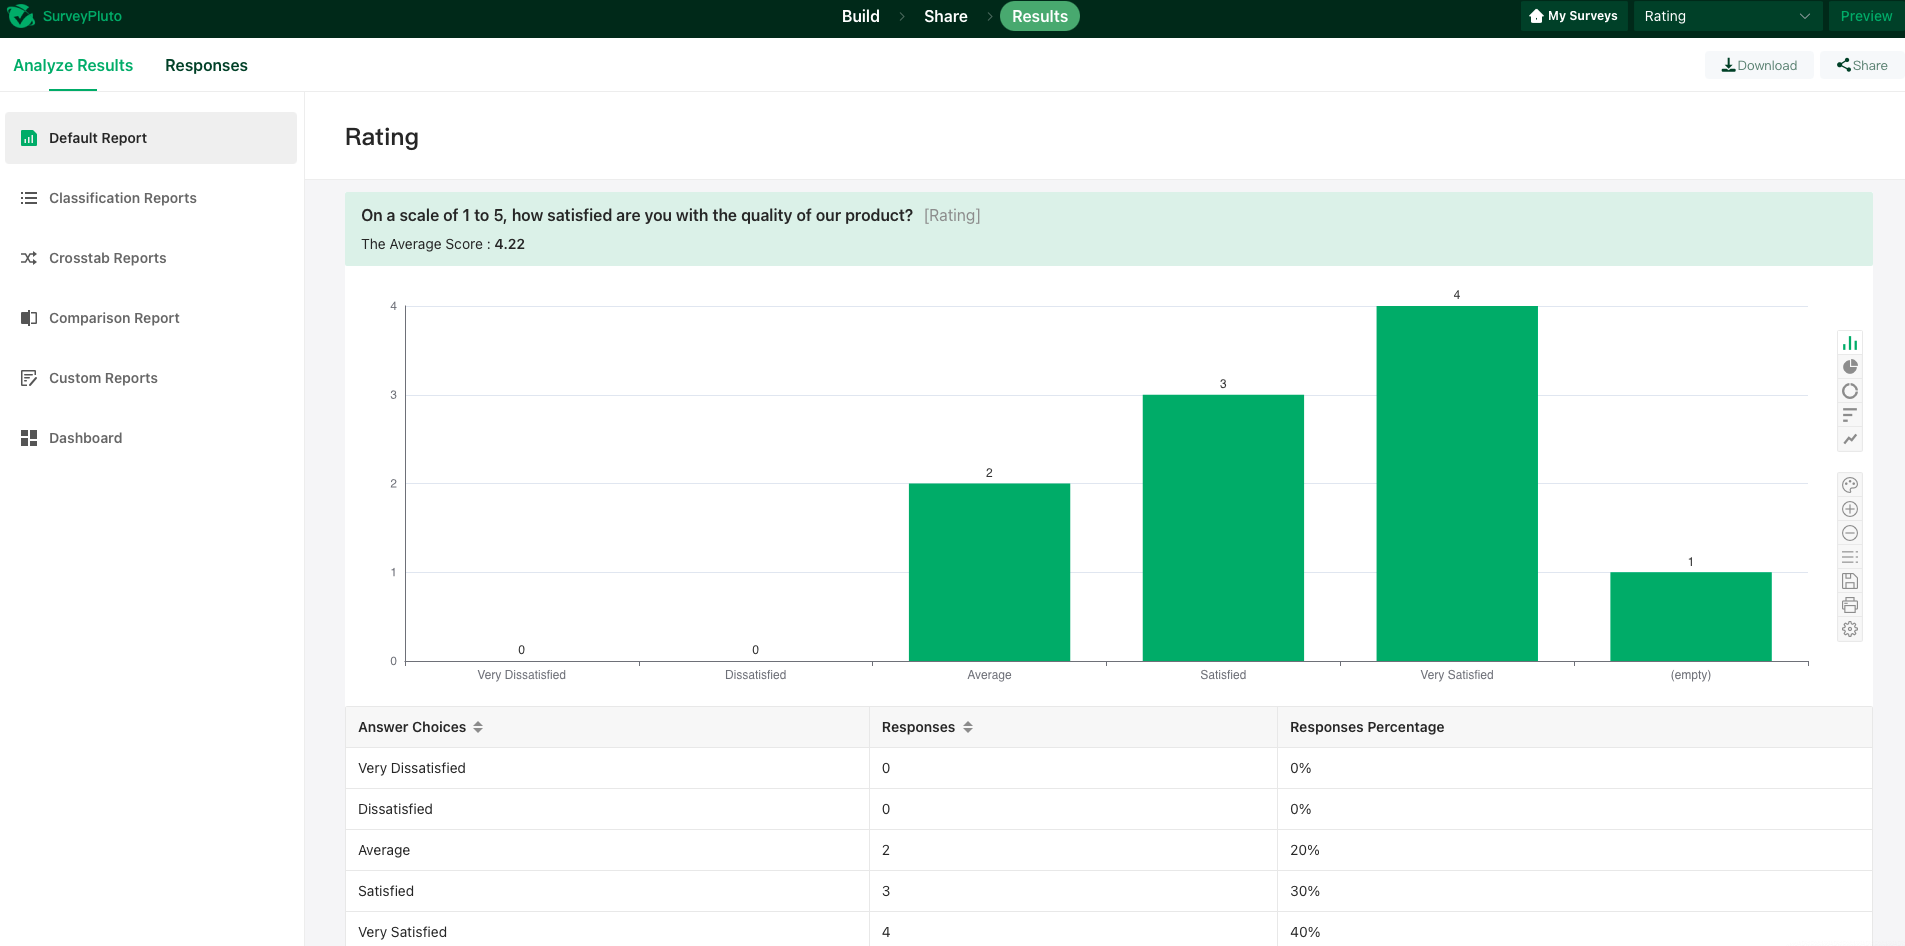 SurveyPluto
Build
Share
Results
My Surveys
Rating
Preview
Analyze Results
Responses
Download
Share
Default Report
Classification Reports
Crosstab Reports
Comparison Report
Custom Reports
Dashboard
Rating
On a scale of 1 to 5, how satisfied are you with the quality of our product? [Rating]
The Average Score : 4.22
4
3
2
1
0
0
0
2
3
4
1
Very Dissatisfied
Dissatisfied
Average
Satisfied
Very Satisfied
(empty)
Answer Choices Responses Responses Percentage
Very Dissatisfied 0 0%
Dissatisfied 0 0%
Average 2 20%
Satisfied 3 30%
Very Satisfied 4 40%